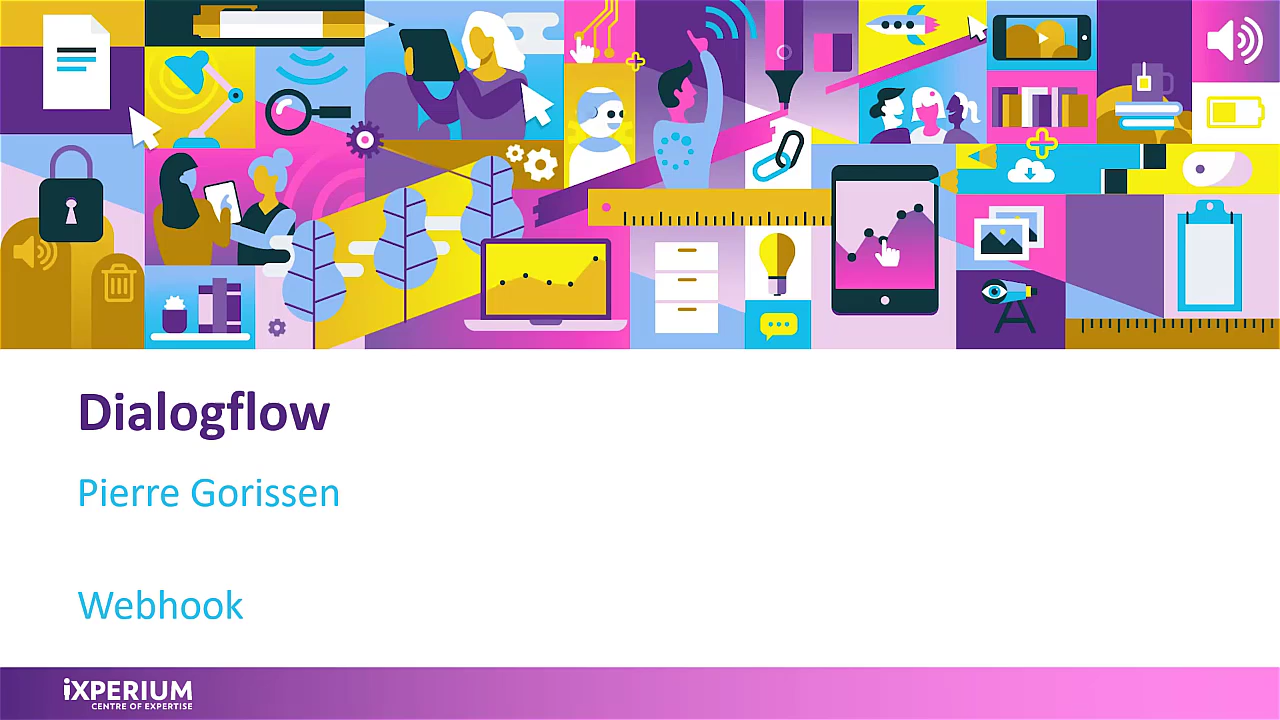 Dialogflow
Pierre Gorissen
Webhook
iXPERIUM
CENTRE OF EXPERTISE